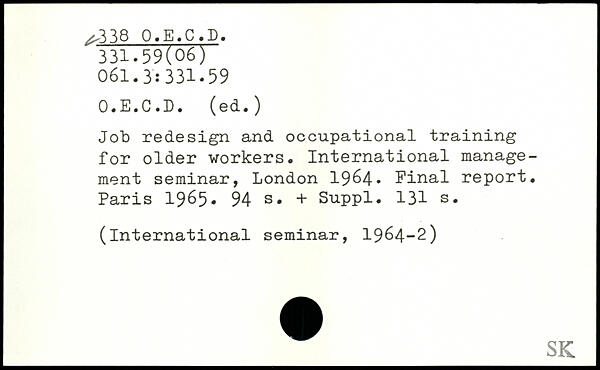 338 O.E.C.D.
331.59(06)
061.3:331.59
O.E.C.D. (ed.)
Job redesign and occupational training
for older workers. International manage-
ment seminar, London 1964. Final report.
Paris 1965. 94 s. + Suppl. 131 s.
(International seminar, 1964-2)
SK